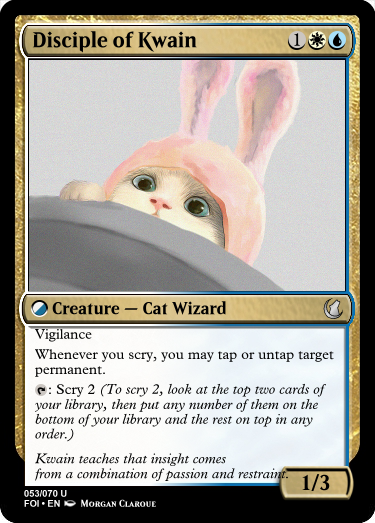 Disciple of Kwain 1
Creature — Cat Wizard
Vigilance
Whenever you scry, you may tap or untap target
permanent.
: Scry 2 (To scry 2, look at the top two cards of
your library, then put any number of them on the
bottom of your library and the rest on top in any
order.)
Kwain teaches that insight comes
from a combination of passion and restraint.
1/3
053/070 U
FOI • EN Morgan Claroue